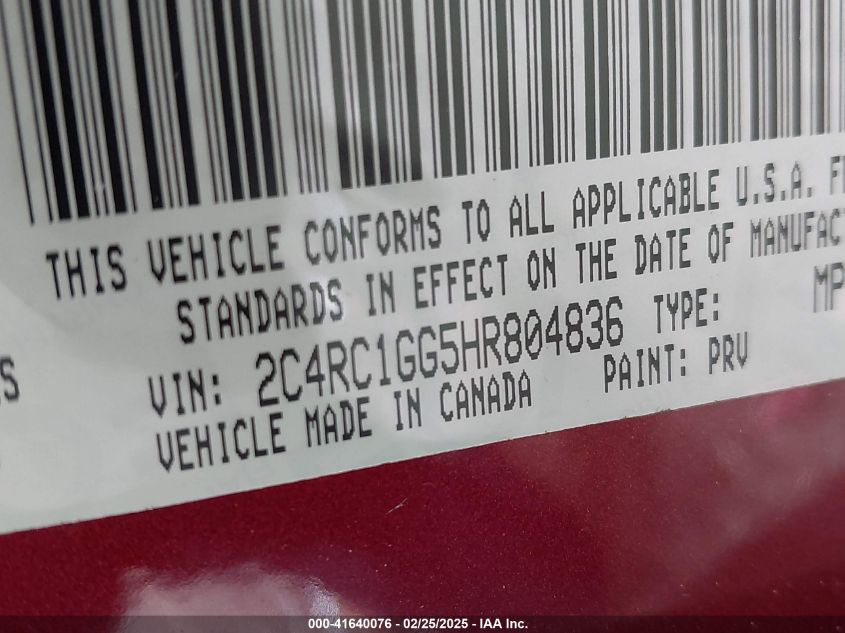 THIS VEHICLE CONFORMS TO ALL APPLICABLE U.S.A.
STANDARDS IN EFFECT ON THE DATE OF
VIN: 2C4RC1GG5HR804836 TYPE:
VEHICLE MADE IN CANADA PAINT: PRV
000-41640076 - 02/25/2025 - IAA Inc.